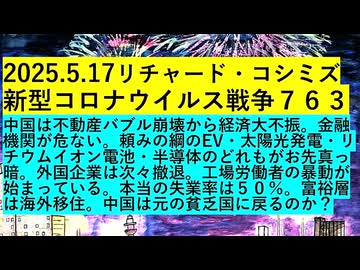 2025.5.17リチャード・コシミズ
新型コロナウイルス戦争７６３
中国は不動産バブル崩壊から経済大不振。金融
機関が危ない。頼みの綱のEV・太陽光発電・リ
チウムイオン電池・半導体のどれもがお先真っ
暗。外国企業は次々撤退。工場労働者の暴動が
始まっている。本当の失業率は５０％。富裕層
は海外移住。中国は元の貧乏国に戻るのか？